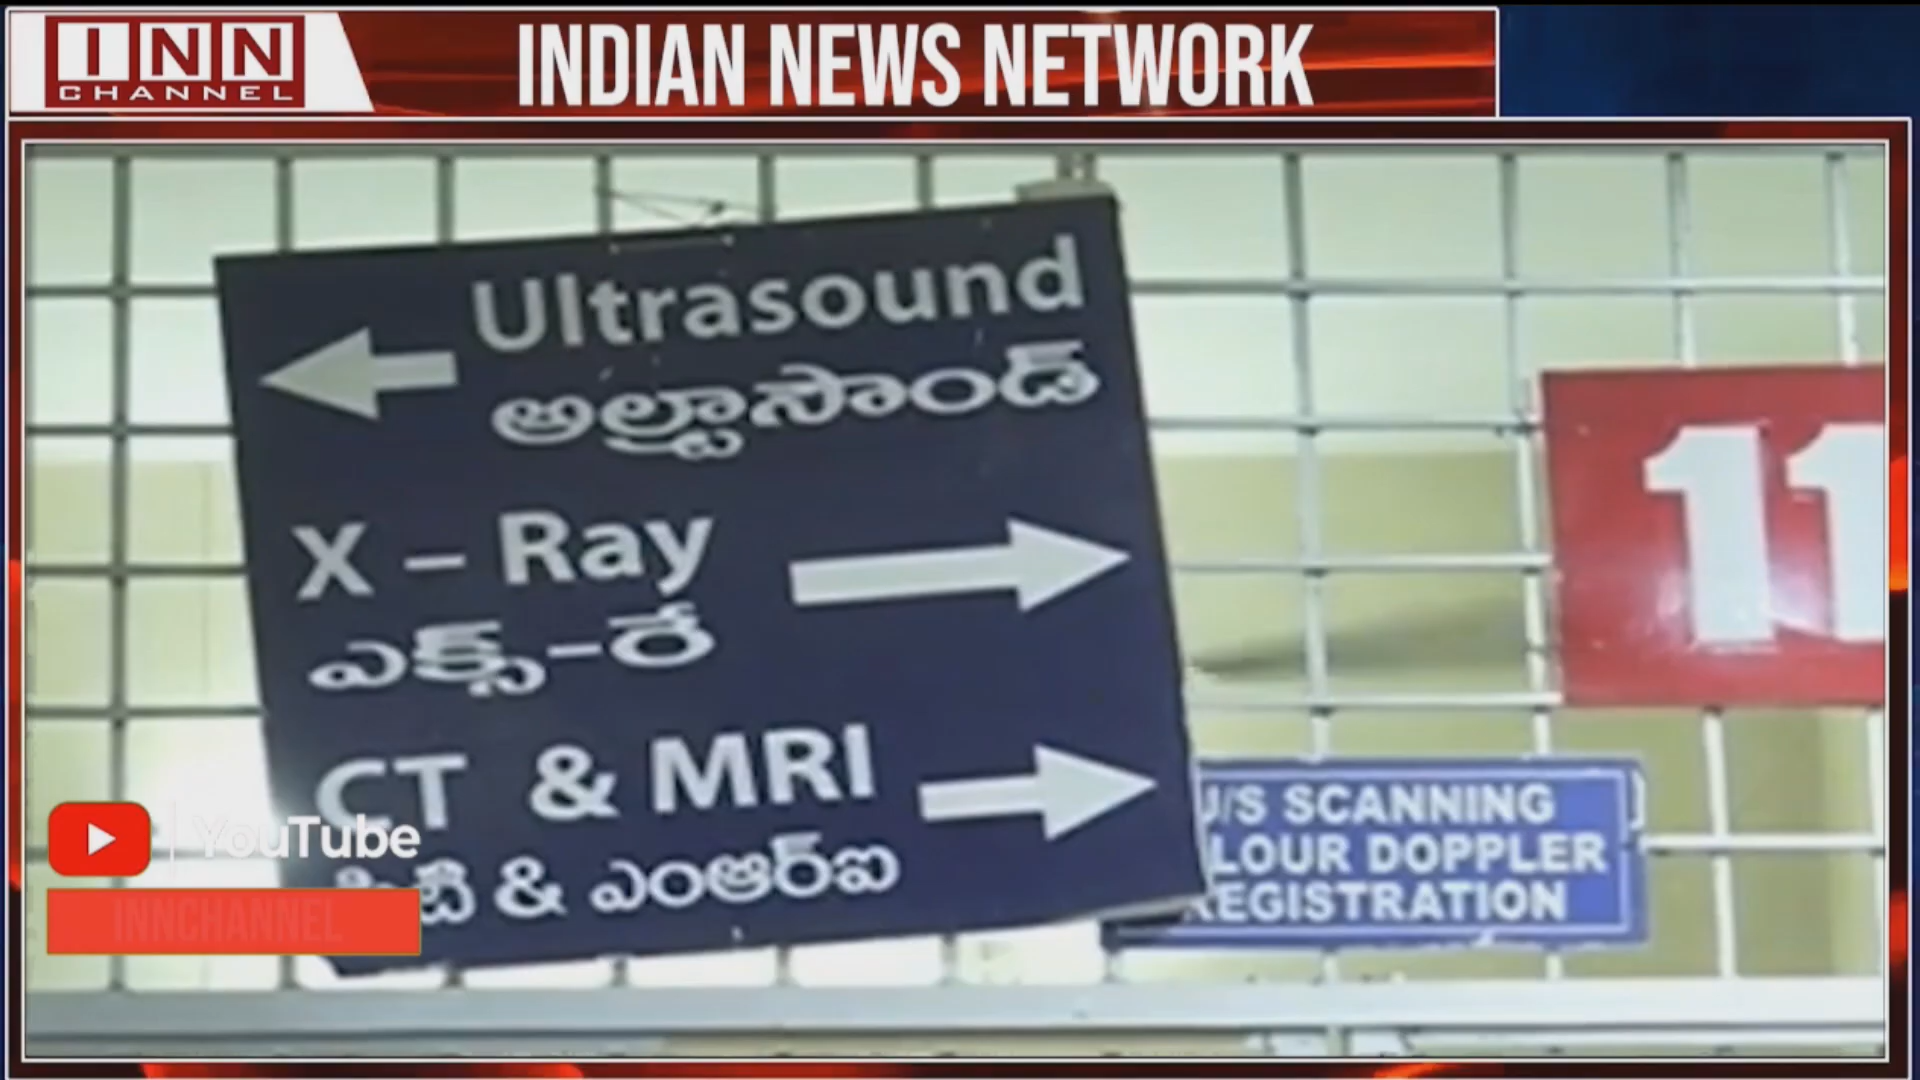 INN
CHANNEL
INDIAN NEWS NETWORK
Ultrasound
అల్ట్రాసౌండ్
X – Ray
ఎక్స్-రే
CT & MRI
సిటీ & ఎంఆర్ఐ
11
U/S SCANNING
LOUR DOPPLER
REGISTRATION
YouTube
INNCHANNEL